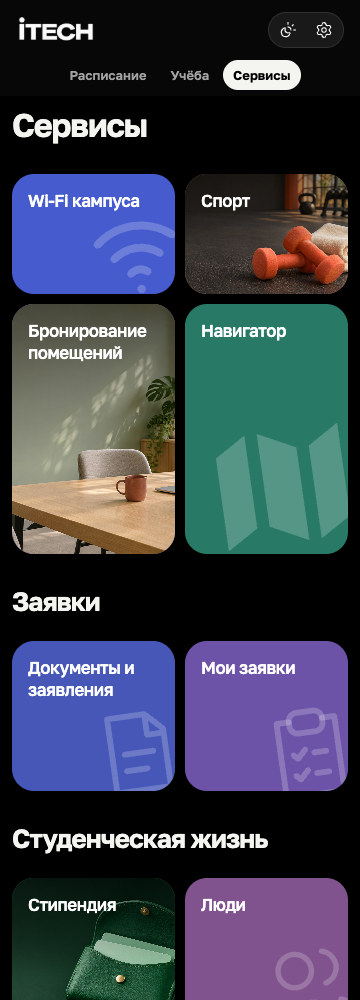 iTECH
Расписание
Учёба
Сервисы
Сервисы
Wi-Fi кампуса
Спорт
Бронирование
помещений
Навигатор
Заявки
Документы и
заявления
Мои заявки
Студенческая жизнь
Стипендия
Люди